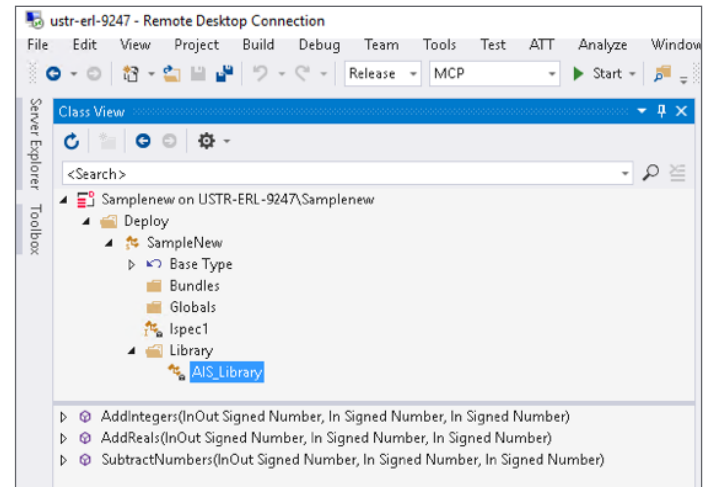 ustr-erl-9247 - Remote Desktop Connection
File Edit View Project Build Debug Team Tools Test ATT Analyze Window
Release MCP Start
Server Explorer
Toolbox
Class View
<Search>
Samplenew on USTR-ERL-9247\Samplenew
Deploy
SampleNew
Base Type
Bundles
Globals
Ispec1
Library
AIS_Library
AddIntegers(InOut Signed Number, In Signed Number, In Signed Number)
AddReals(InOut Signed Number, In Signed Number, In Signed Number)
SubtractNumbers(InOut Signed Number, In Signed Number, In Signed Number)